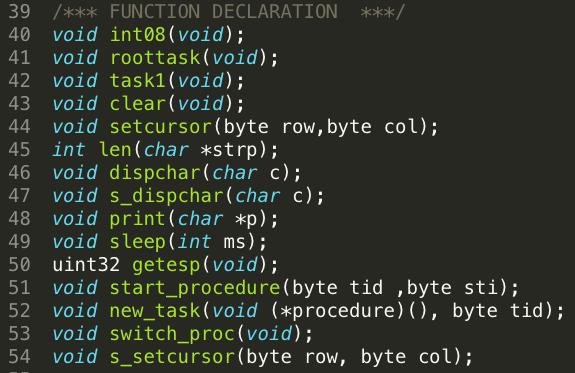 39 /*** FUNCTION DECLARATION  ***/
40 void int08(void);
41 void roottask(void);
42 void task1(void);
43 void clear(void);
44 void setcursor(byte row,byte col);
45 int len(char *strp);
46 void dispchar(char c);
47 void s_dispchar(char c);
48 void print(char *p);
49 void sleep(int ms);
50 uint32 getesp(void);
51 void start_procedure(byte tid ,byte sti);
52 void new_task(void (*procedure)(), byte tid);
53 void switch_proc(void);
54 void s_setcursor(byte row, byte col);